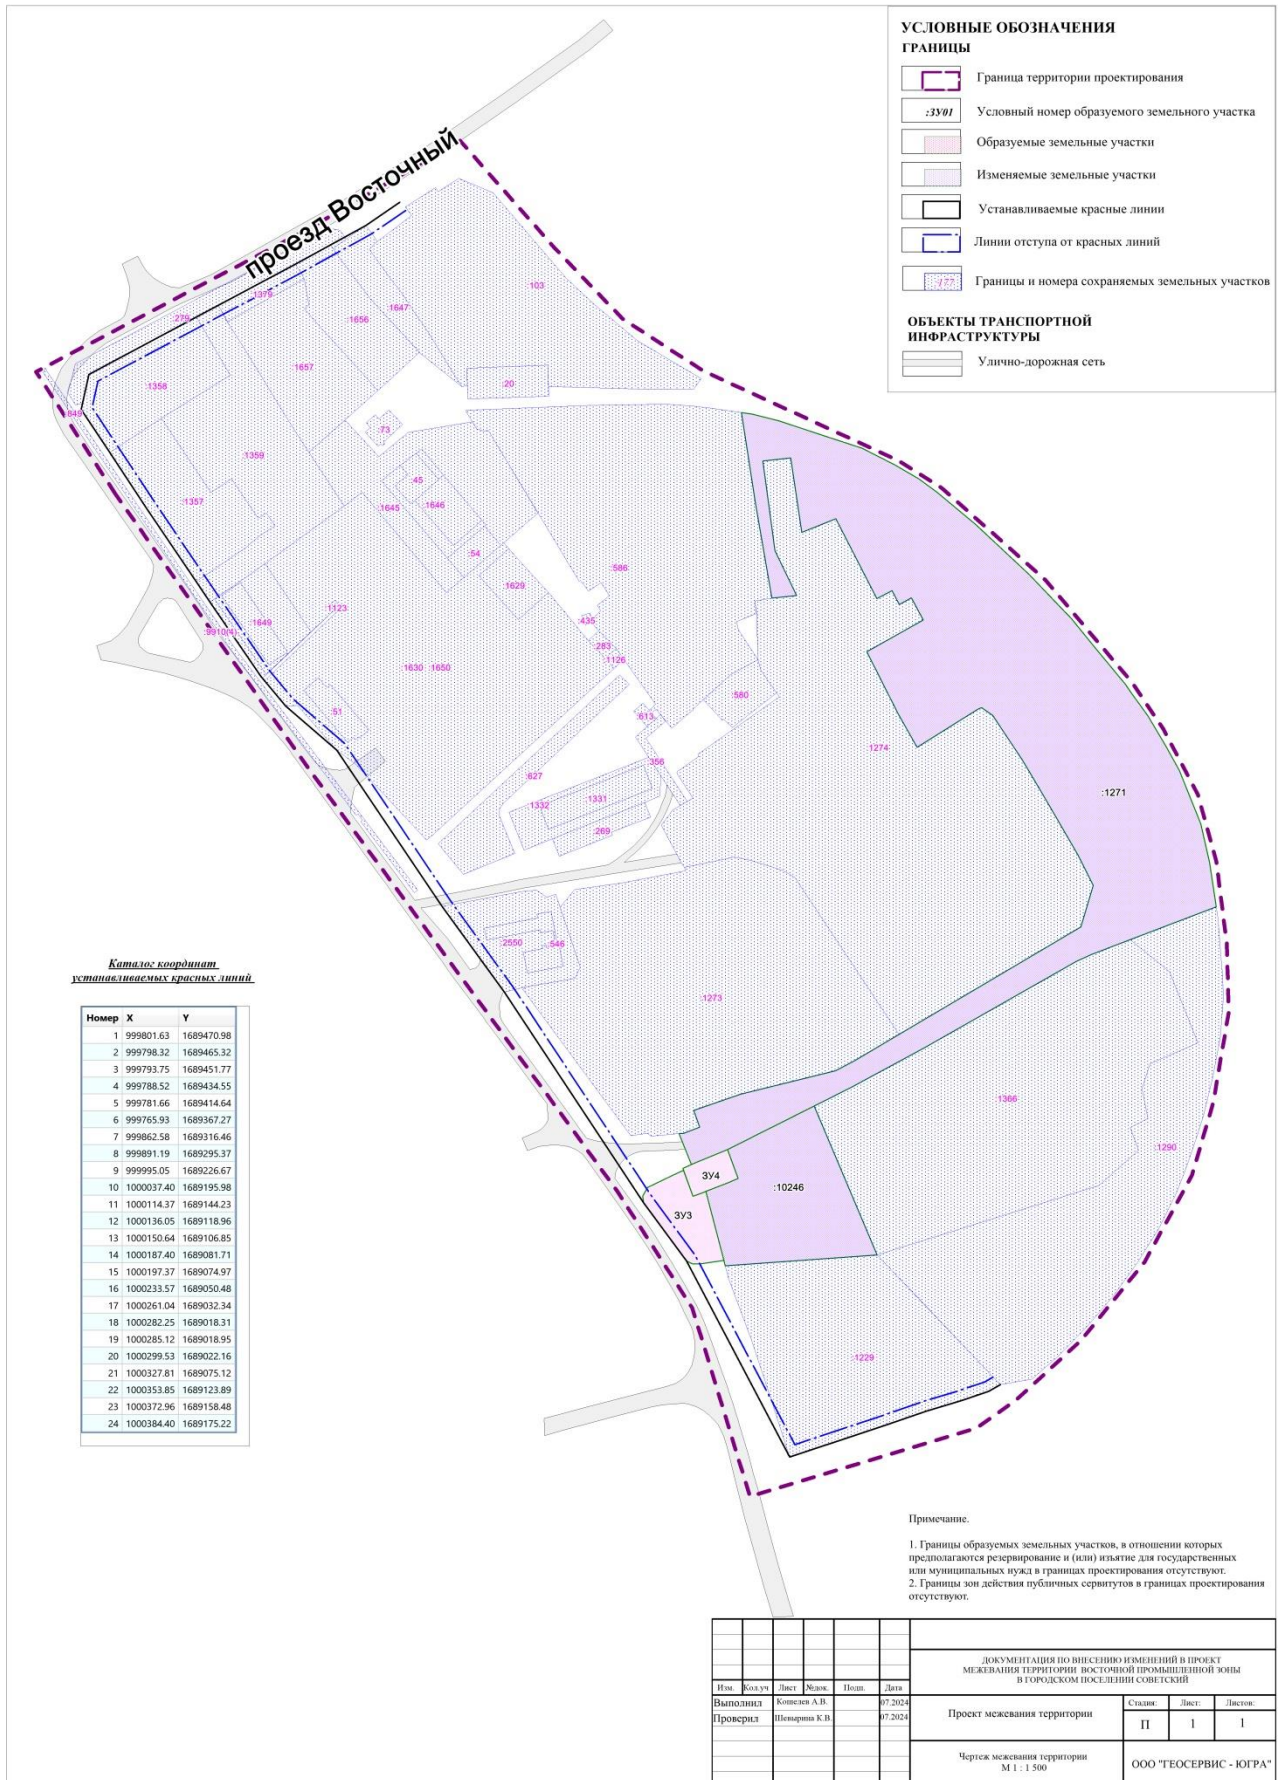 УСЛОВНЫЕ ОБОЗНАЧЕНИЯ
ГРАНИЦЫ
Граница территории проектирования
:ЗУ01 Условный номер образуемого земельного участка
Образуемые земельные участки
Изменяемые земельные участки
Устанавливаемые красные линии
Линии отступа от красных линий
:177 Границы и номера сохраняемых земельных участков
ОБЪЕКТЫ ТРАНСПОРТНОЙ
ИНФРАСТРУКТУРЫ
Улично-дорожная сеть
проезд Восточный
:103
:1379
:279
:1647
:1656
:1657
:1358
:20
:849
:73
:1359
:45
:1357
:1646
:1645
:54
:586
:1629
:1123
:435
:1649
:9910(4)
:283
:1126
:1630 :1650
:580
:51
:613
:1274
:356
:627
:1331
:1271
1332
:269
:2550
:546
:1273
1366
:1290
ЗУ4
:10246
ЗУ3
:1229
Каталог координат
устанавливаемых красных линий
Номер X Y
1 999801.63 1689470.98
2 999798.32 1689465.32
3 999793.75 1689451.77
4 999788.52 1689434.55
5 999781.66 1689414.64
6 999765.93 1689367.27
7 999862.58 1689316.46
8 999891.19 1689295.37
9 999995.05 1689226.67
10 1000037.40 1689195.98
11 1000114.37 1689144.23
12 1000136.05 1689118.96
13 1000150.64 1689106.85
14 1000187.40 1689081.71
15 1000197.37 1689074.97
16 1000233.57 1689050.48
17 1000261.04 1689032.34
18 1000282.25 1689018.31
19 1000285.12 1689018.95
20 1000299.53 1689022.16
21 1000327.81 1689075.12
22 1000353.85 1689123.89
23 1000372.96 1689158.48
24 1000384.40 1689175.22
Примечание.
1. Границы образуемых земельных участков, в отношении которых
предполагаются резервирование и (или) изъятие для государственных
или муниципальных нужд в границах проектирования отсутствуют.
2. Границы зон действия публичных сервитутов в границах проектирования
отсутствуют.
ДОКУМЕНТАЦИЯ ПО ВНЕСЕНИЮ ИЗМЕНЕНИЙ В ПРОЕКТ
МЕЖЕВАНИЯ ТЕРРИТОРИИ ВОСТОЧНОЙ ПРОМЫШЛЕННОЙ ЗОНЫ
В ГОРОДСКОМ ПОСЕЛЕНИИ СОВЕТСКИЙ
Изм. Кол.уч Лист №док. Подп. Дата
Выполнил Кошелев А.В. 07.2024
Проверил Шевырина К.В. 07.2024
Проект межевания территории
Стадия: Лист: Листов:
П 1 1
Чертеж межевания территории
М 1 : 1 500
ООО "ГЕОСЕРВИС - ЮГРА"